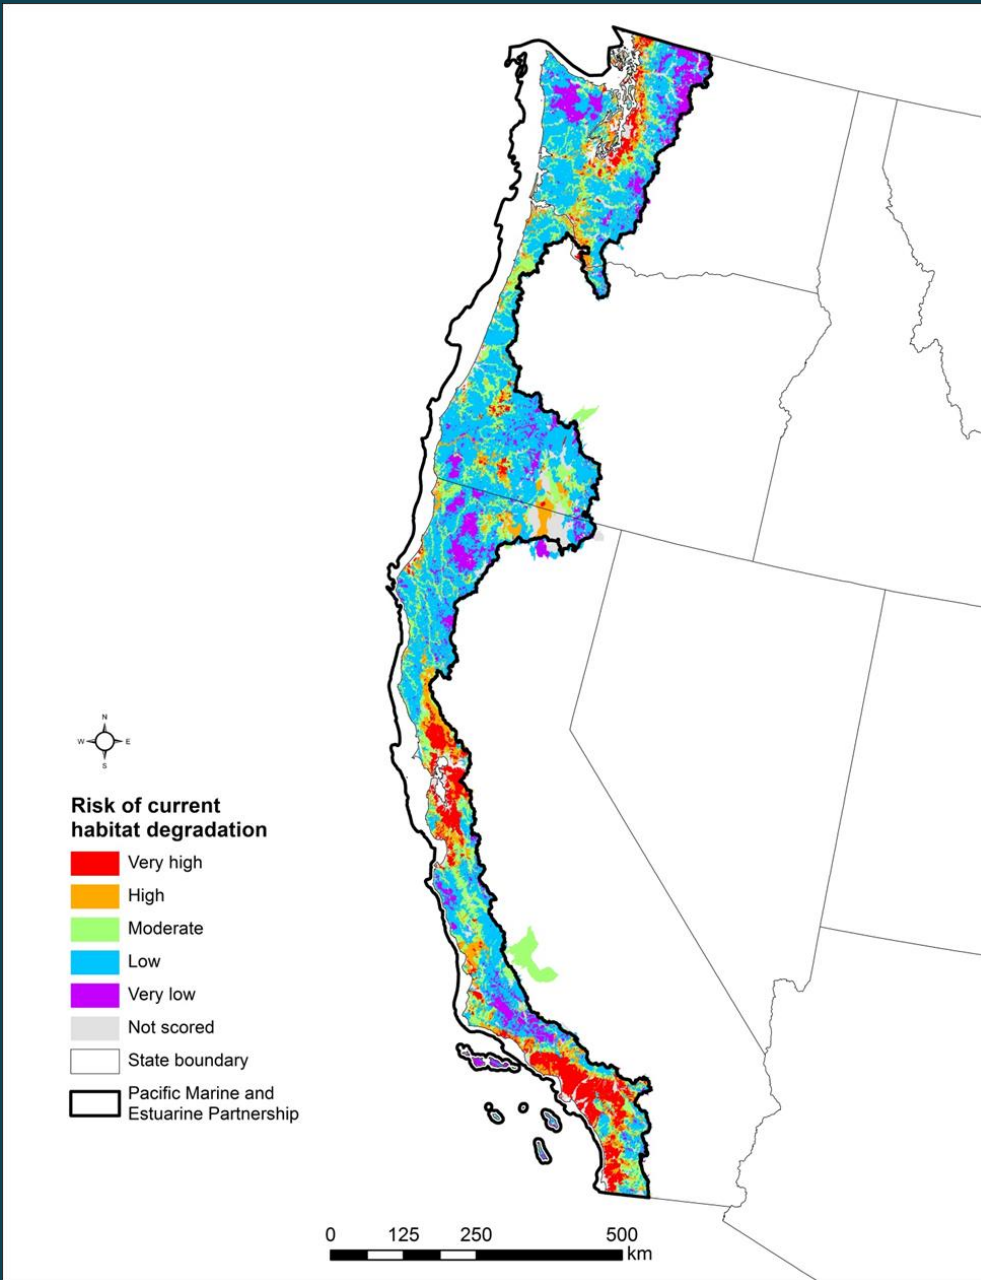 N
W E
S
Risk of current
habitat degradation
Very high
High
Moderate
Low
Very low
Not scored
State boundary
Pacific Marine and
Estuarine Partnership
0 125 250 500
km